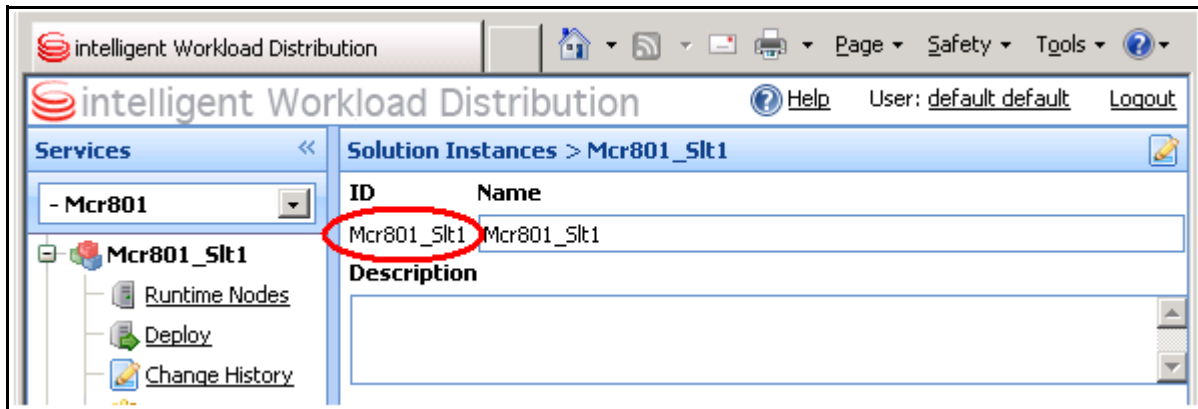 intelligent Workload Distribution
Page Safety Tools
intelligent Workload Distribution
Help User: default default Logout
Services «
Solution Instances > Mcr801_Slt1
- Mcr801
ID Name
Mcr801_Slt1 Mcr801_Slt1
Mcr801_Slt1
Description
Runtime Nodes
Deploy
Change History